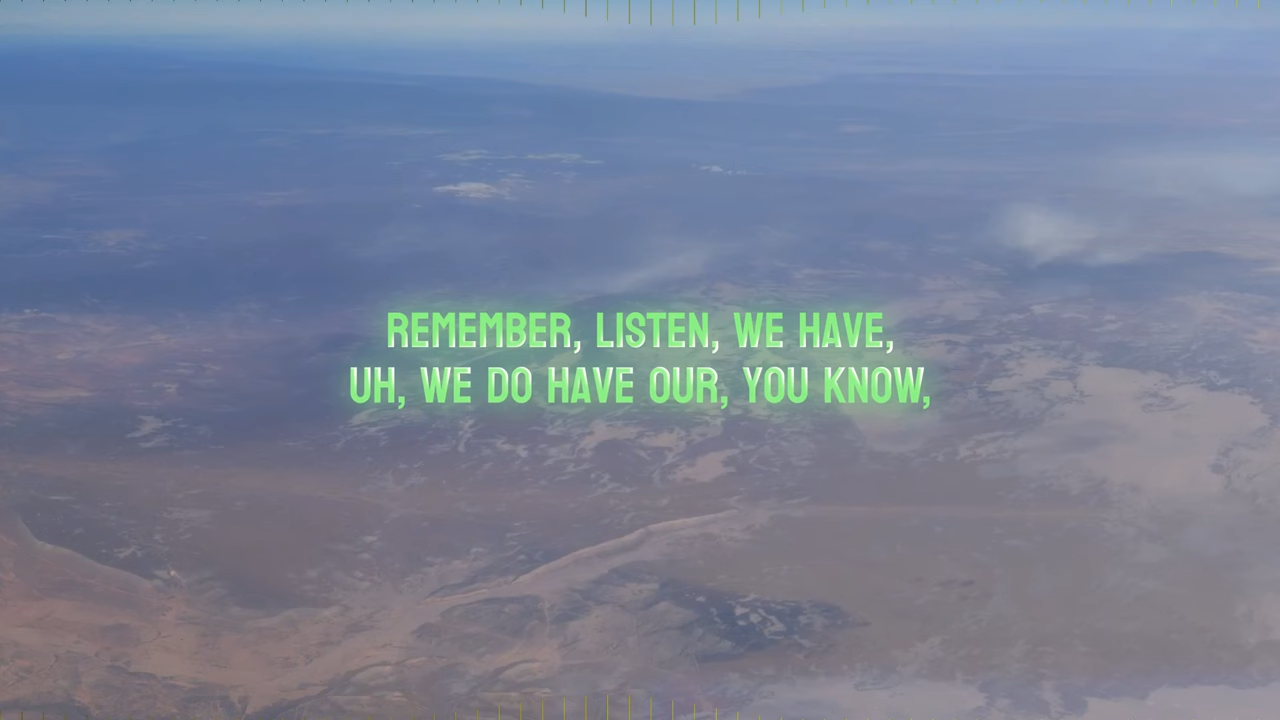 REMEMBER, LISTEN, WE HAVE,
UH, WE DO HAVE OUR, YOU KNOW,